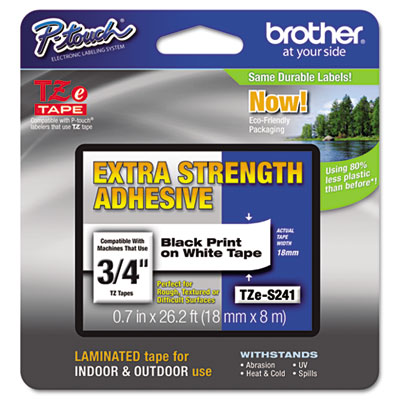 P-touch
ELECTRONIC LABELING SYSTEM
brother
at your side
TZe
TAPE
Compatible with P-touch®
labelers that use TZ tape
Same Durable Labels!
Now!
Eco-Friendly
Packaging
Using 80%
less plastic
than before*!
EXTRA STRENGTH
ADHESIVE
ACTUAL
TAPE
WIDTH
18mm
Compatible With
Machines That Use
3/4"
TZ Tapes
Black Print
on White Tape
Perfect for
Rough, Textured or
Difficult Surfaces
TZe-S241
0.7 in x 26.2 ft (18 mm x 8 m)
LAMINATED tape for
INDOOR & OUTDOOR use
WITHSTANDS
• Abrasion • UV
• Heat & Cold • Spills